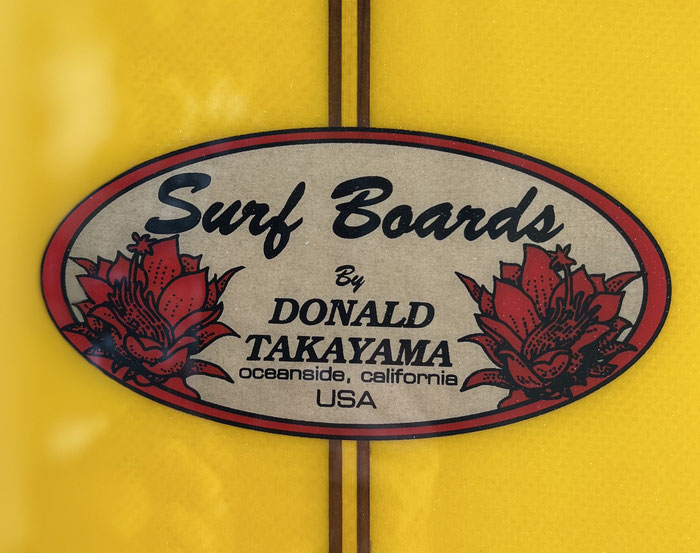 Surf Boards
By
DONALD
TAKAYAMA
oceanside, california
USA